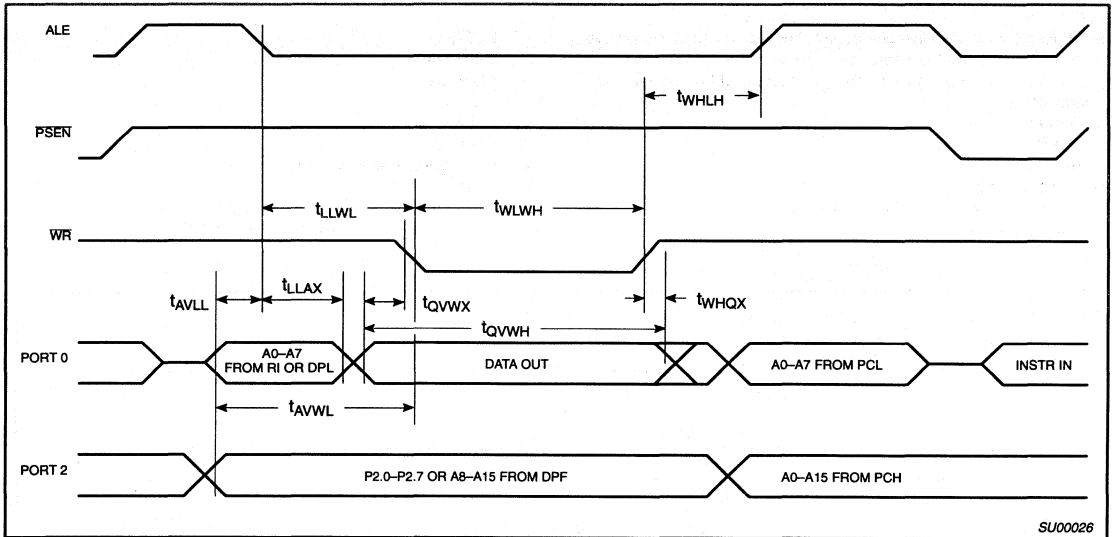 ALE
tWHLH
PSEN
tLLWL
tWLWH
WR
tAVLL
tLLAX
tQVWX
tWHQX
tQVWH
PORT 0
A0–A7
FROM RI OR DPL
DATA OUT
A0–A7 FROM PCL
INSTR IN
tAVWL
PORT 2
P2.0–P2.7 OR A8–A15 FROM DPF
A0–A15 FROM PCH
SU00026